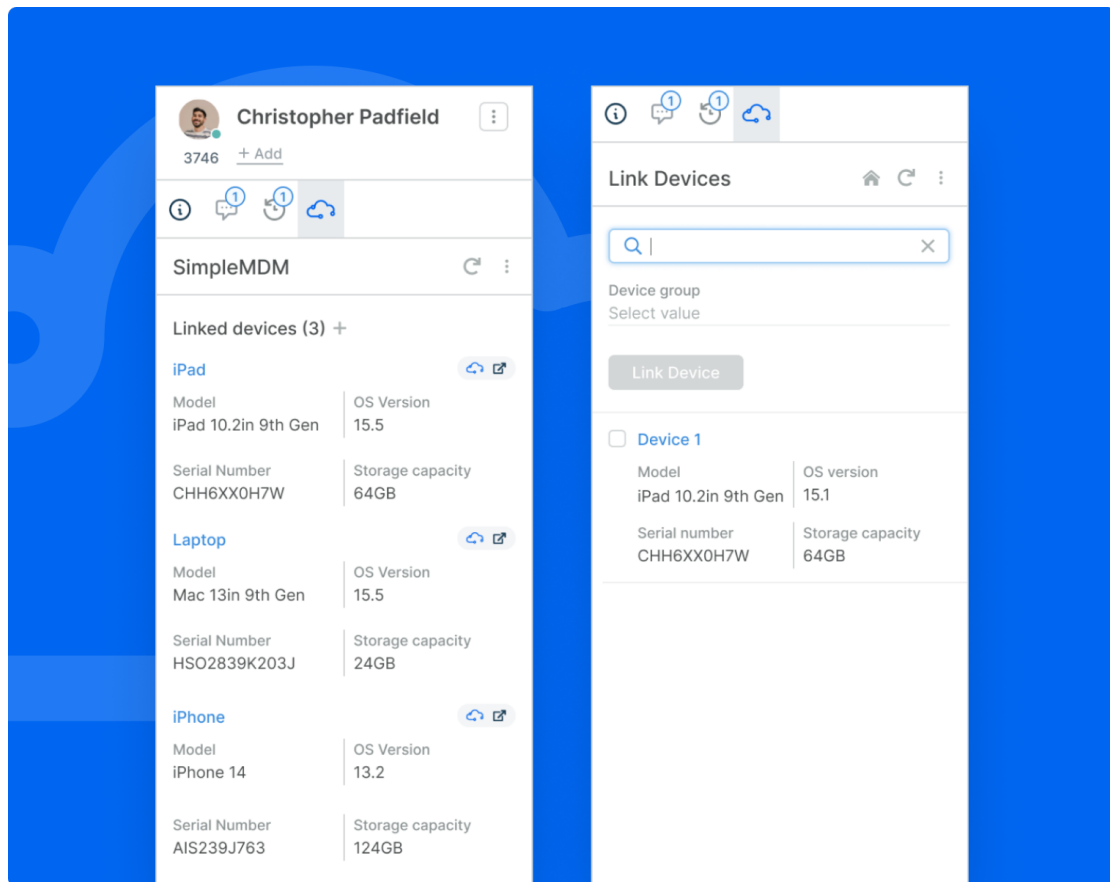 Christopher Padfield
3746
+ Add
1
1
SimpleMDM
Linked devices (3) +
iPad
Model
OS Version
iPad 10.2in 9th Gen
15.5
Serial Number
Storage capacity
CHH6XX0H7W
64GB
Laptop
Model
OS Version
Mac 13in 9th Gen
15.5
Serial Number
Storage capacity
HSO2839K203J
24GB
iPhone
Model
OS Version
iPhone 14
13.2
Serial Number
Storage capacity
AIS239J763
124GB
1
1
Link Devices
Device group
Select value
Link Device
Device 1
Model
OS version
iPad 10.2in 9th Gen
15.1
Serial number
Storage capacity
CHH6XX0H7W
64GB